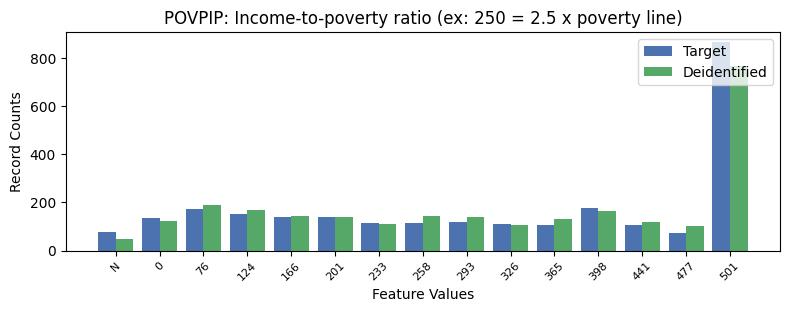 POVPIP: Income-to-poverty ratio (ex: 250 = 2.5 x poverty line)
Target
Deidentified
Record Counts
800
600
400
200
0
N 0 76 124 166 201 233 258 293 326 365 398 441 477 501
Feature Values